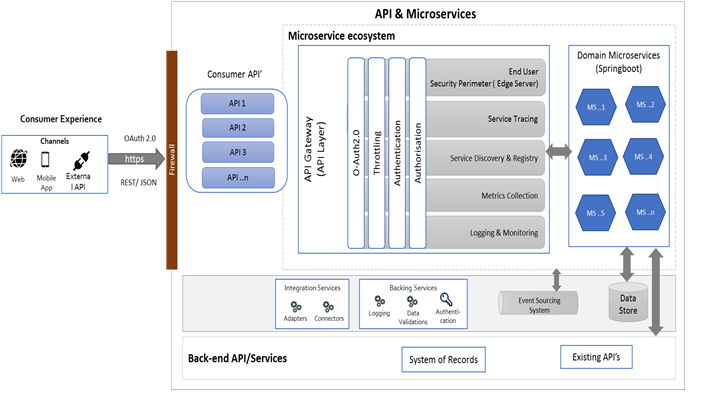 API & Microservices
Microservice ecosystem
Consumer API'
API 1
API 2
API 3
API ..n
Consumer Experience
Channels
Web
Mobile
App
Externa
l API
OAuth 2.0
https
REST/ JSON
Firewall
API Gateway
(API Layer)
O-Auth2.0
Throttling
Authentication
Authorisation
End User
Security Perimeter ( Edge Server)
Service Tracing
Service Discovery & Registry
Metrics Collection
Logging & Monitoring
Domain Microservices
(Springboot)
MS ..1
MS ..2
MS ..3
MS ..4
MS ..5
MS ..n
Integration Services
Adapters
Connectors
Backing Services
Logging
Data
Validations
Authenti-
cation
Event Sourcing
System
Data
Store
Back-end API/Services
System of Records
Existing API's